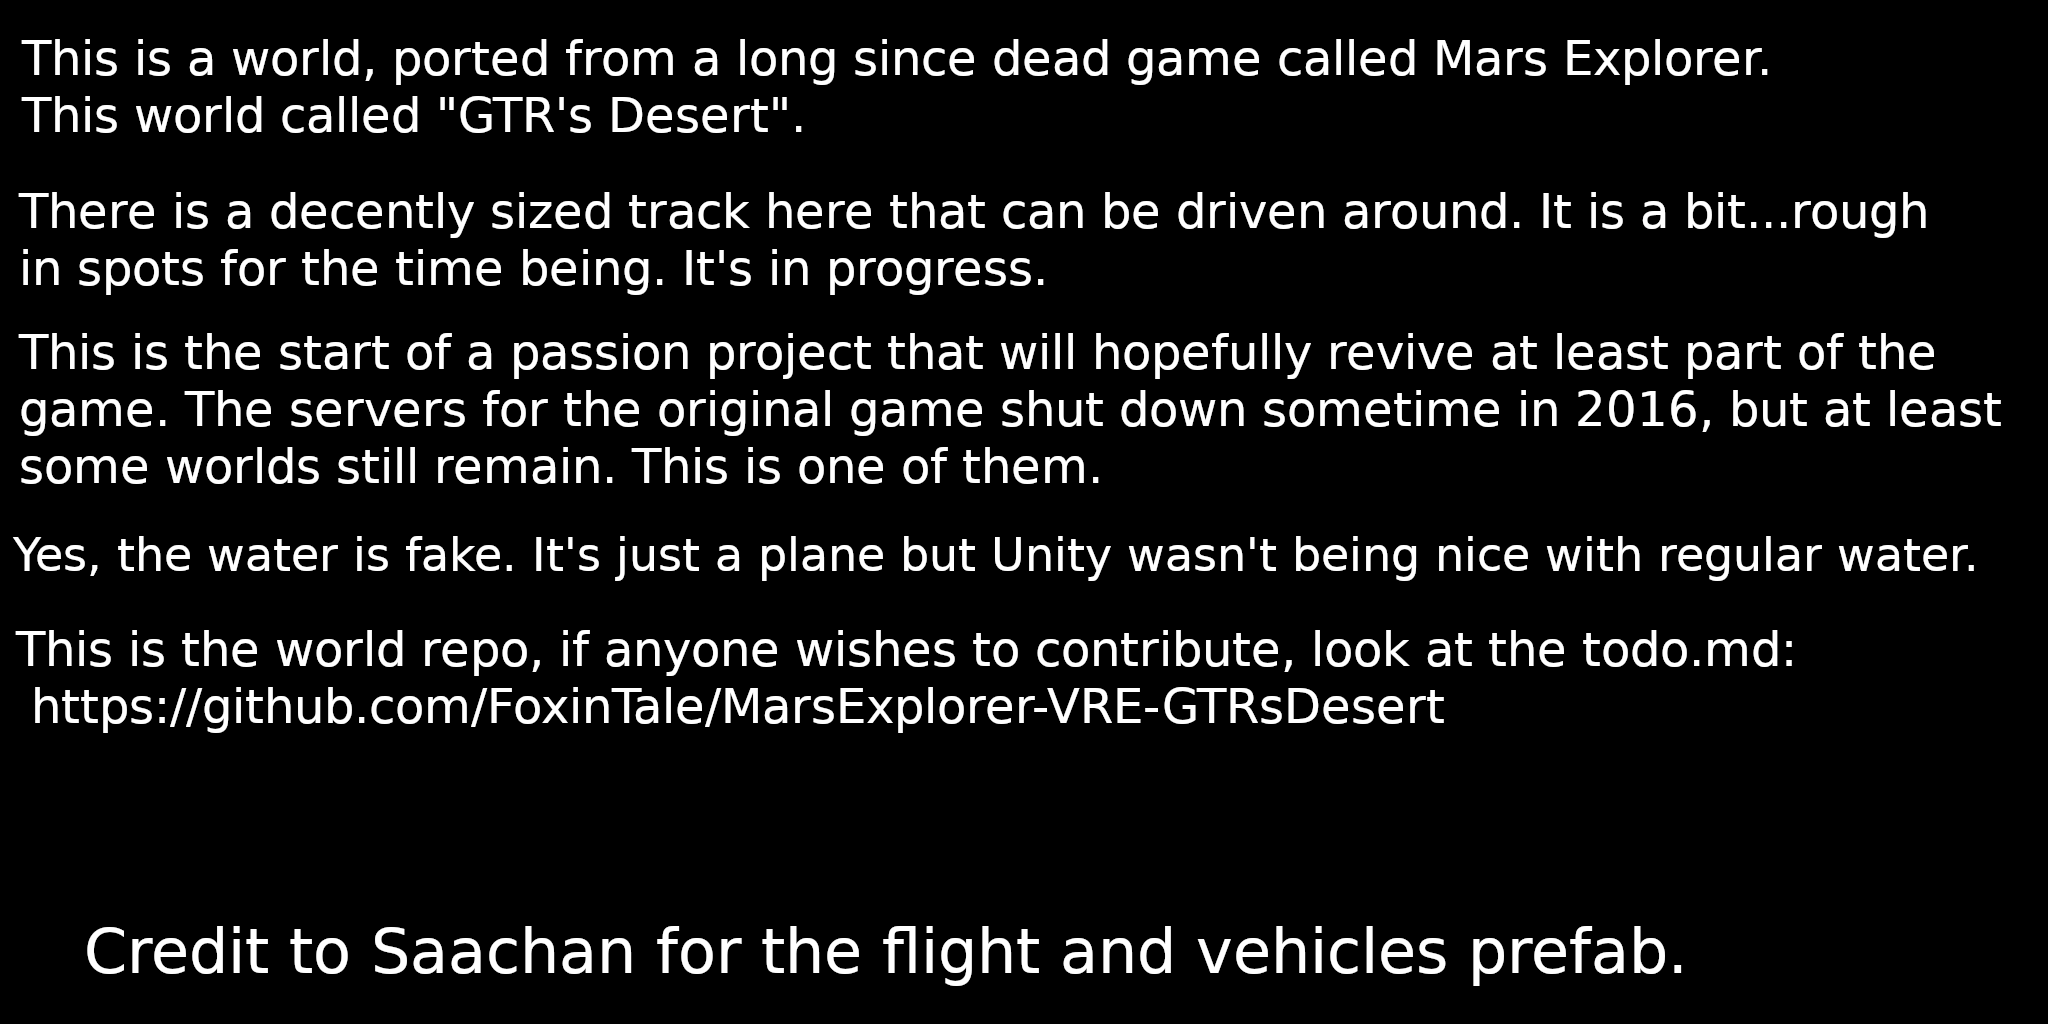 This is a world, ported from a long since dead game called Mars Explorer.
This world called "GTR's Desert".
There is a decently sized track here that can be driven around. It is a bit...rough
in spots for the time being. It's in progress.
This is the start of a passion project that will hopefully revive at least part of the
game. The servers for the original game shut down sometime in 2016, but at least
some worlds still remain. This is one of them.
Yes, the water is fake. It's just a plane but Unity wasn't being nice with regular water.
This is the world repo, if anyone wishes to contribute, look at the todo.md:
https://github.com/FoxinTale/MarsExplorer-VRE-GTRsDesert
Credit to Saachan for the flight and vehicles prefab.